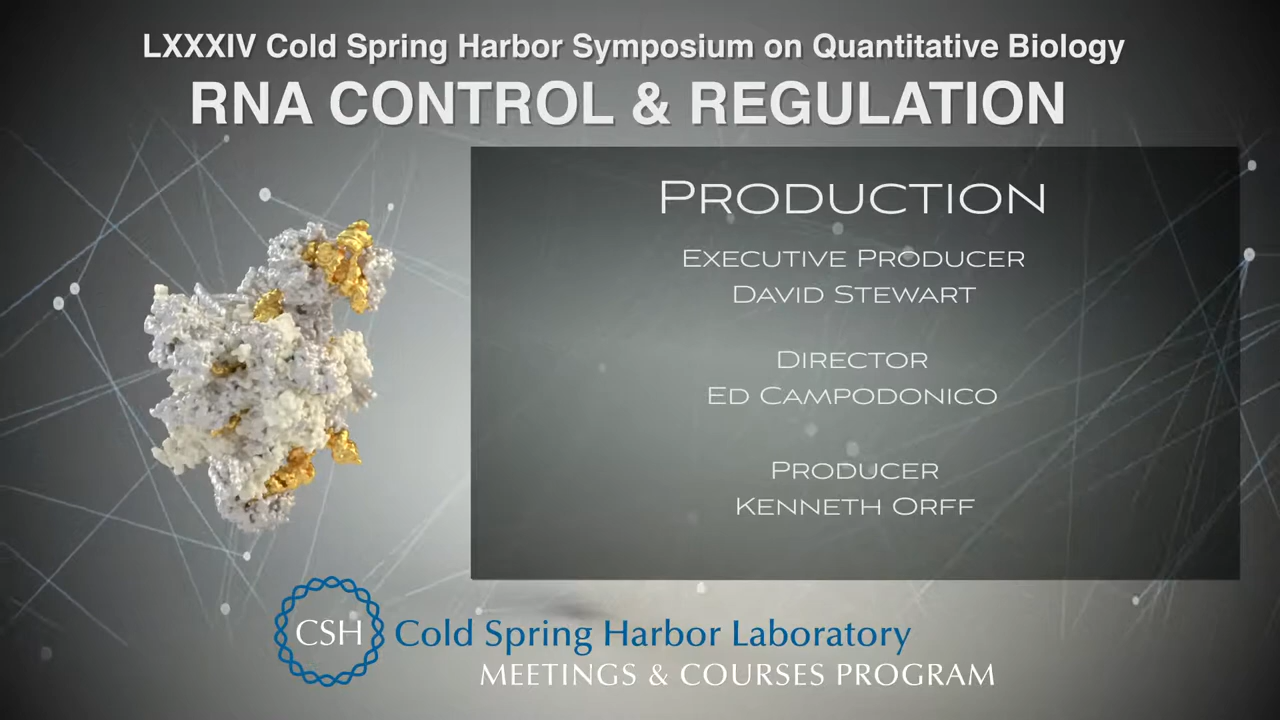 LXXXIV Cold Spring Harbor Symposium on Quantitative Biology
RNA CONTROL & REGULATION
PRODUCTION
EXECUTIVE PRODUCER
DAVID STEWART
DIRECTOR
ED CAMPODONICO
PRODUCER
KENNETH ORFF
CSH Cold Spring Harbor Laboratory
MEETINGS & COURSES PROGRAM